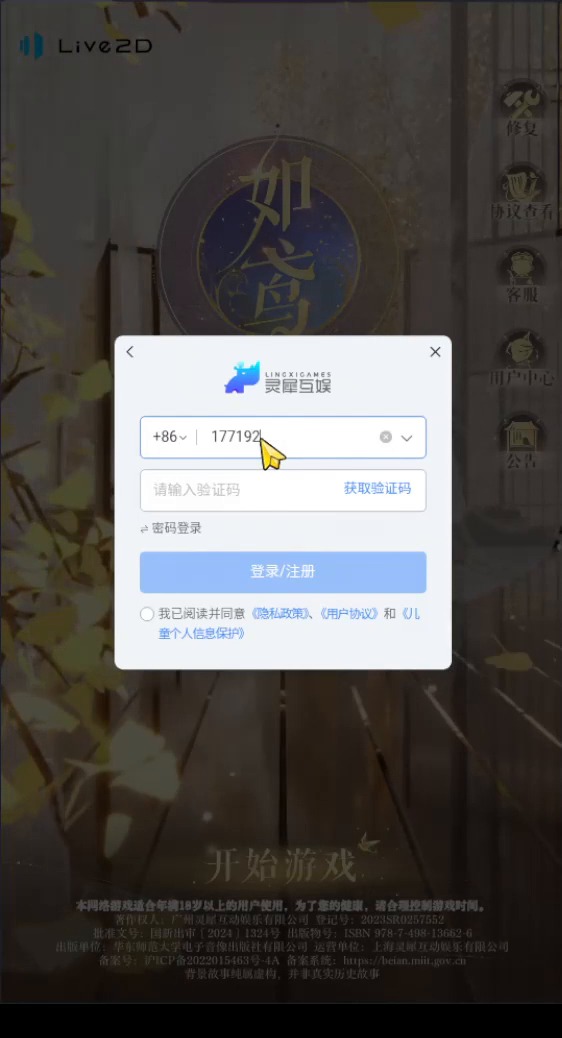 Live2D
修复
协议查看
客服
用户中心
公告
如鸢
LINGXIGAMES
灵犀互娱
+86
177192
请输入验证码
获取验证码
⇌ 密码登录
登录/注册
我已阅读并同意《隐私政策》、《用户协议》和《儿
童个人信息保护》
开始游戏
本网络游戏适合年满18岁以上的用户使用，为了您的健康，请合理控制游戏时间。
著作权人：广州灵犀互动娱乐有限公司 登记号：2023SR0257552
批准文号：国新出审〔2024〕1324号 出版物号：ISBN 978-7-498-13662-6
出版单位：华东师范大学电子音像出版社有限公司 运营单位：上海灵犀互动娱乐有限公司
备案号：沪ICP备2022015463号-4A 备案系统：https://beian.miit.gov.cn
背景故事纯属虚构，并非真实历史故事